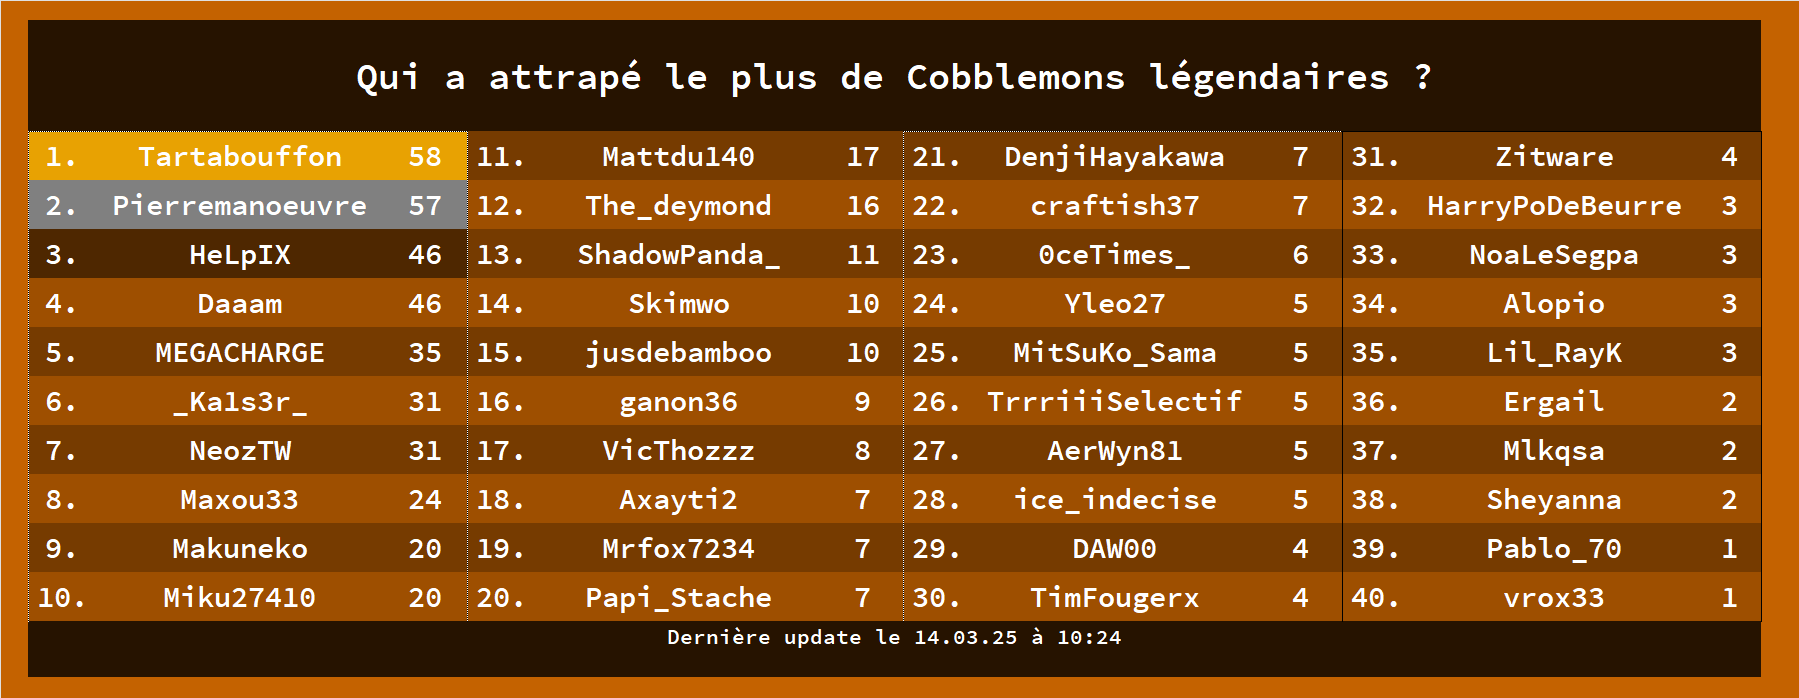 Qui a attrapé le plus de Cobblemons légendaires ?
1. Tartabouffon 58 11. Mattdu140 17 21. DenjiHayakawa 7 31. Zitware 4
2. Pierremanoeuvre 57 12. The_deymond 16 22. craftish37 7 32. HarryPoDeBeurre 3
3. HeLpIX 46 13. ShadowPanda_ 11 23. 0ceTimes_ 6 33. NoaLeSegpa 3
4. Daaam 46 14. Skimwo 10 24. Yleo27 5 34. Alopio 3
5. MEGACHARGE 35 15. jusdebamboo 10 25. MitSuKo_Sama 5 35. Lil_RayK 3
6. _Ka1s3r_ 31 16. ganon36 9 26. TrrriiiSelectif 5 36. Ergail 2
7. NeozTW 31 17. VicThozzz 8 27. AerWyn81 5 37. Mlkqsa 2
8. Maxou33 24 18. Axayti2 7 28. ice_indecise 5 38. Sheyanna 2
9. Makuneko 20 19. Mrfox7234 7 29. DAW00 4 39. Pablo_70 1
10. Miku27410 20 20. Papi_Stache 7 30. TimFougerx 4 40. vrox33 1
Dernière update le 14.03.25 à 10:24